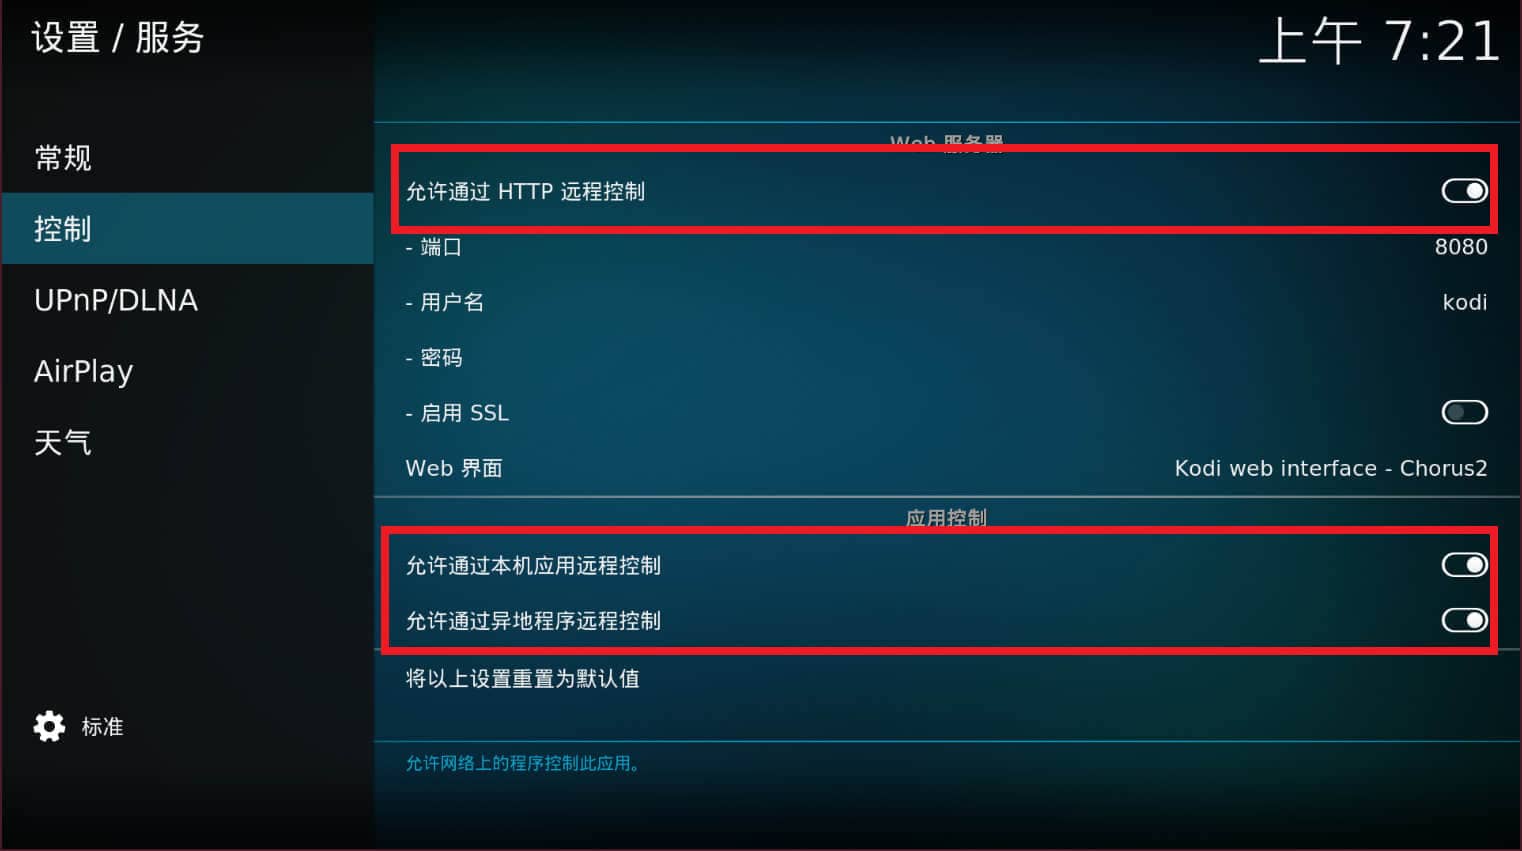 设置 / 服务
上午 7:21
常规
控制
UPnP/DLNA
AirPlay
天气
标准
Web 服务器
允许通过 HTTP 远程控制
- 端口 8080
- 用户名 kodi
- 密码
- 启用 SSL
Web 界面 Kodi web interface - Chorus2
应用控制
允许通过本机应用远程控制
允许通过异地程序远程控制
将以上设置重置为默认值
允许网络上的程序控制此应用。